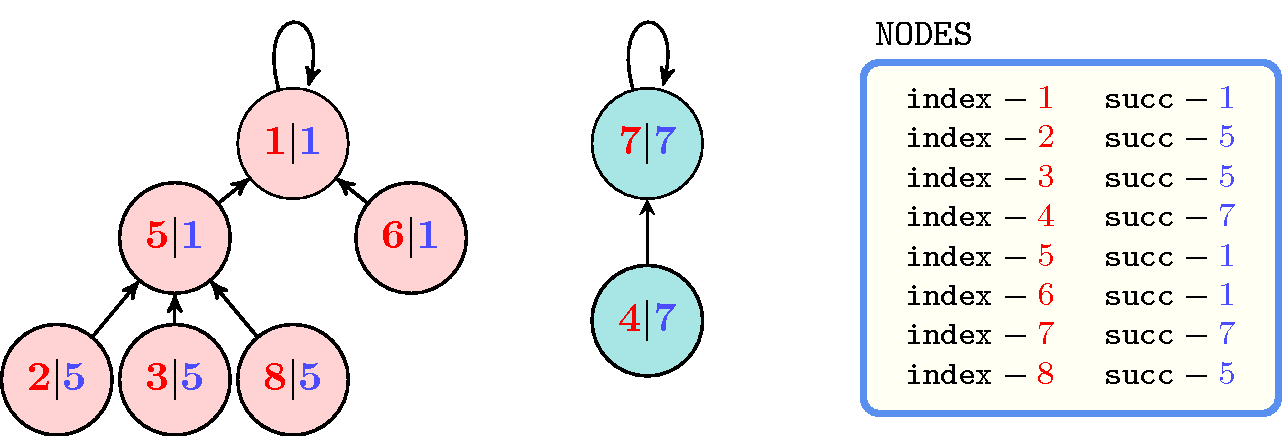 1|1
5|1
6|1
2|5
3|5
8|5
7|7
4|7
NODES
index – 1 succ – 1
index – 2 succ – 5
index – 3 succ – 5
index – 4 succ – 7
index – 5 succ – 1
index – 6 succ – 1
index – 7 succ – 7
index – 8 succ – 5